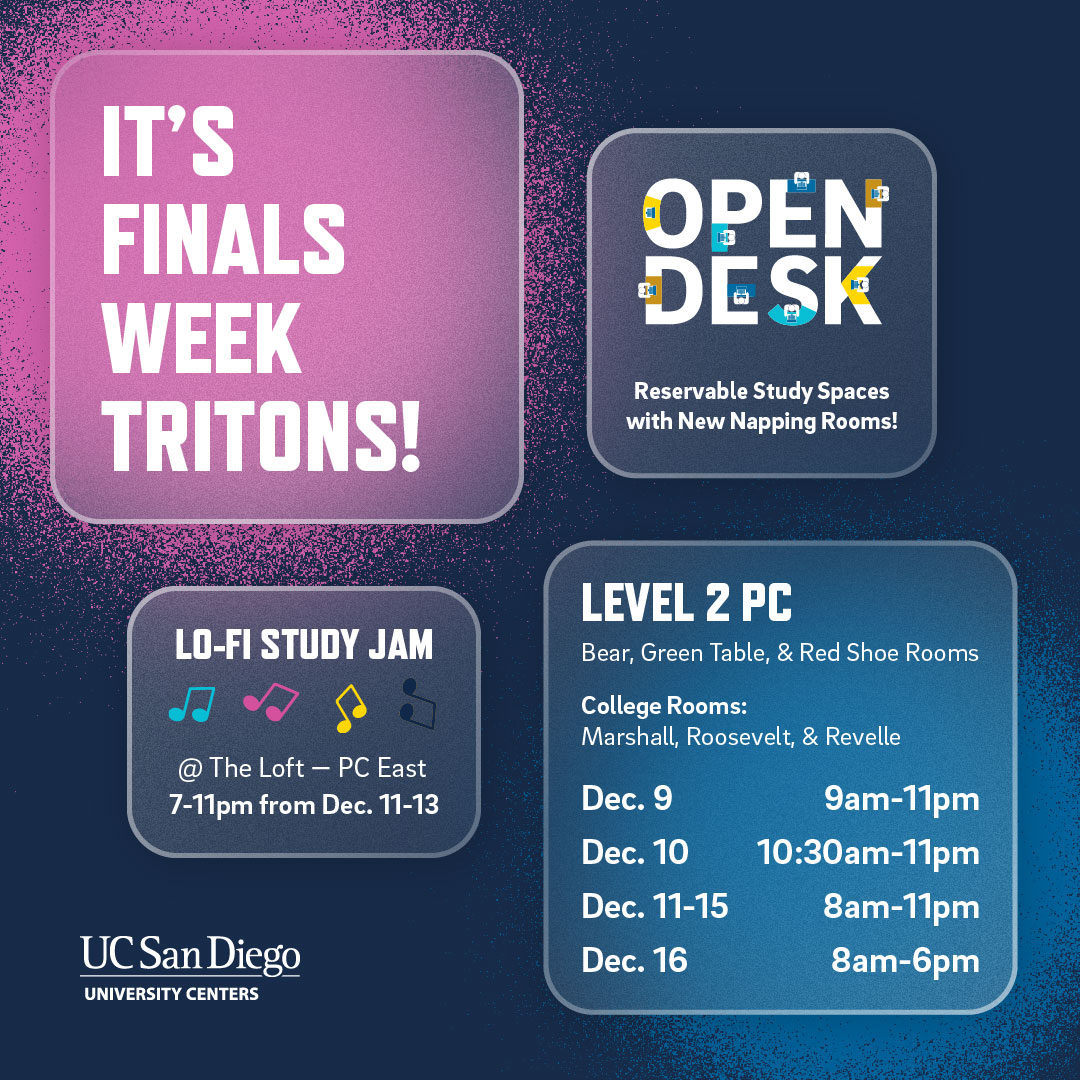 IT'S
FINALS
WEEK
TRITONS!
OPEN
DESK
Reservable Study Spaces
with New Napping Rooms!
LO-FI STUDY JAM
@ The Loft — PC East
7-11pm from Dec. 11-13
LEVEL 2 PC
Bear, Green Table, & Red Shoe Rooms
College Rooms:
Marshall, Roosevelt, & Revelle
Dec. 9 9am-11pm
Dec. 10 10:30am-11pm
Dec. 11-15 8am-11pm
Dec. 16 8am-6pm
UC San Diego
UNIVERSITY CENTERS